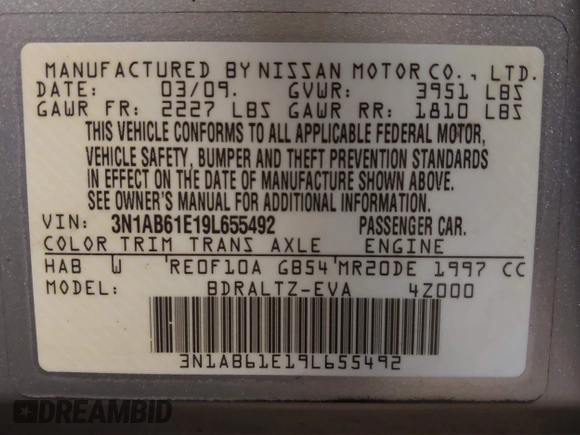 MANUFACTURED BY NISSAN MOTOR CO., LTD.
DATE: 03/09. GVWR: 3951 LBS
GAWR FR: 2227 LBS GAWR RR: 1810 LBS
THIS VEHICLE CONFORMS TO ALL APPLICABLE FEDERAL MOTOR,
VEHICLE SAFETY, BUMPER AND THEFT PREVENTION STANDARDS
IN EFFECT ON THE DATE OF MANUFACTURE SHOWN ABOVE.
SEE OWNER'S MANUAL FOR ADDITIONAL INFORMATION.
VIN: 3N1AB61E19L655492 PASSENGER CAR.
COLOR TRIM TRANS AXLE ENGINE
HAB W RE0F10A GB54 MR20DE 1997 CC
MODEL: BDRALTZ-EVA 4Z000
3N1AB61E19L655492
DREAMBID